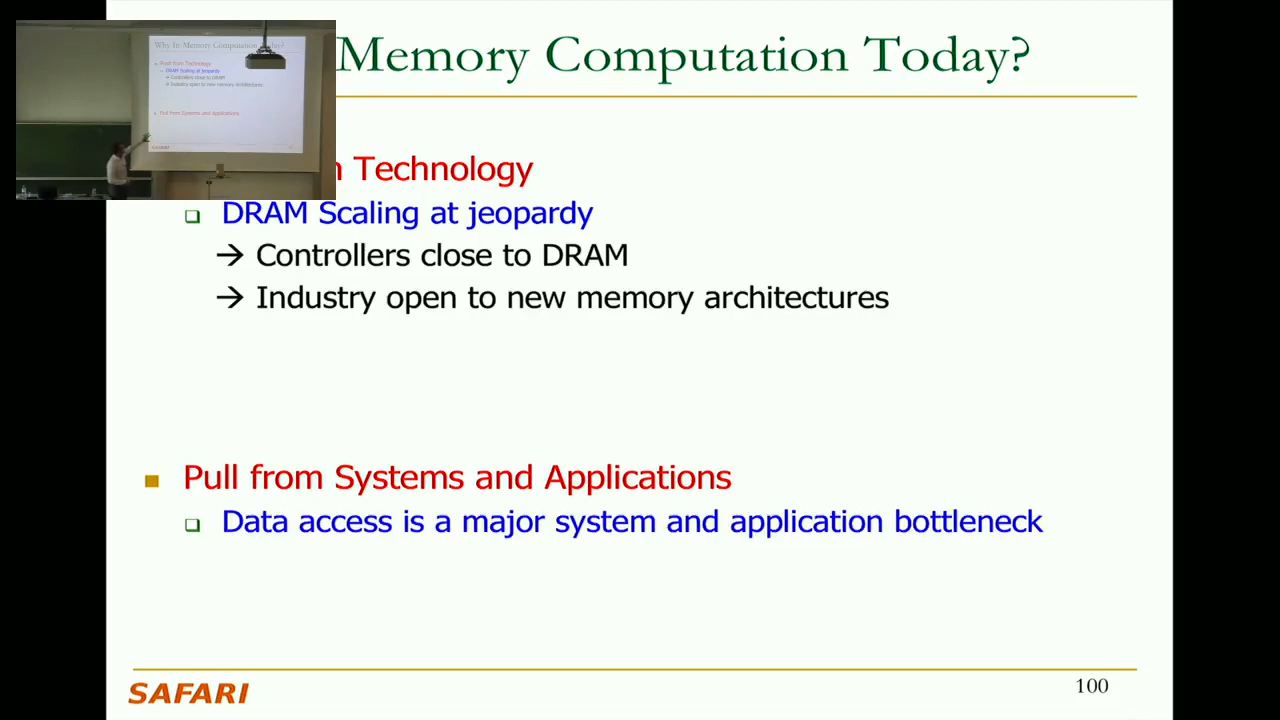 Why In-Memory Computation Today?
Push from Technology
DRAM Scaling at jeopardy
→ Controllers close to DRAM
→ Industry open to new memory architectures
Pull from Systems and Applications
SAFARI
Memory Computation Today?
Technology
DRAM Scaling at jeopardy
→ Controllers close to DRAM
→ Industry open to new memory architectures
Pull from Systems and Applications
Data access is a major system and application bottleneck
SAFARI
100